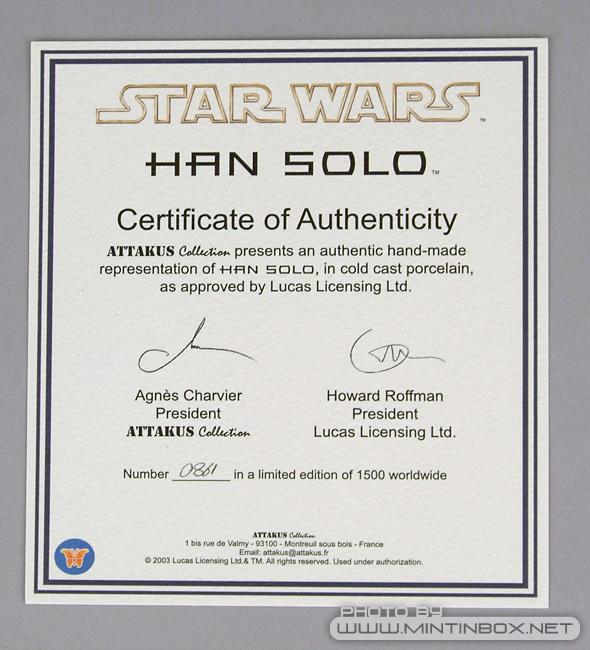 STAR WARS™
HAN SOLO™
Certificate of Authenticity
ATTAKUS Collection presents an authentic hand-made
representation of HAN SOLO, in cold cast porcelain,
as approved by Lucas Licensing Ltd.
Agnès Charvier
President
ATTAKUS Collection
Howard Roffman
President
Lucas Licensing Ltd.
Number 0861 in a limited edition of 1500 worldwide
ATTAKUS Collection
1 bis rue de Valmy - 93100 - Montreuil sous bois - France
Email: attakus@attakus.fr
© 2003 Lucas Licensing Ltd.& TM. All rights reserved. Used under authorization.
PHOTO BY
WWW.MINTINBOX.NET